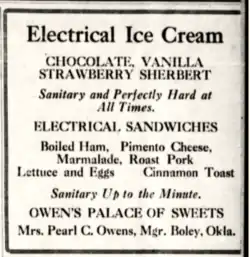 Electrical Ice Cream
CHOCOLATE, VANILLA
STRAWBERRY SHERBERT
Sanitary and Perfectly Hard at
All Times.
ELECTRICAL SANDWICHES
Boiled Ham, Pimento Cheese,
Marmalade, Roast Pork
Lettuce and Eggs Cinnamon Toast
Sanitary Up to the Minute.
OWEN'S PALACE OF SWEETS
Mrs. Pearl C. Owens, Mgr. Boley, Okla.